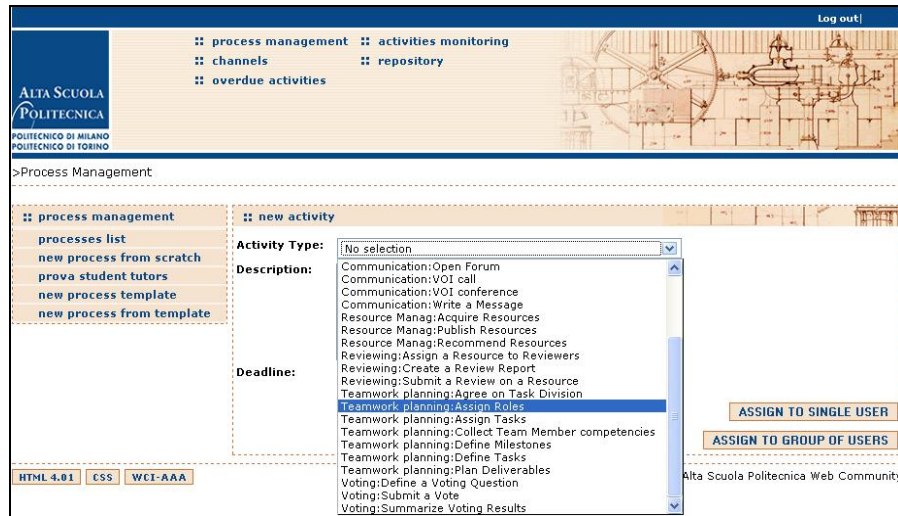 Log out|
:: process management :: activities monitoring
:: channels :: repository
:: overdue activities
ALTA SCUOLA
POLITECNICA
POLITECNICO DI MILANO
POLITECNICO DI TORINO
>Process Management
:: process management
processes list
new process from scratch
prova student tutors
new process template
new process from template
:: new activity
Activity Type: No selection
Description:
Communication:Open Forum
Communication:VOI call
Communication:VOI conference
Communication:Write a Message
Resource Manag:Acquire Resources
Resource Manag:Publish Resources
Resource Manag:Recommend Resources
Reviewing:Assign a Resource to Reviewers
Reviewing:Create a Review Report
Reviewing:Submit a Review on a Resource
Teamwork planning:Agree on Task Division
Teamwork planning:Assign Roles
Teamwork planning:Assign Tasks
Teamwork planning:Collect Team Member competencies
Teamwork planning:Define Milestones
Teamwork planning:Define Tasks
Teamwork planning:Plan Deliverables
Voting:Define a Voting Question
Voting:Submit a Vote
Voting:Summarize Voting Results
Deadline:
ASSIGN TO SINGLE USER
ASSIGN TO GROUP OF USERS
HTML 4.01 CSS WCI-AAA
Alta Scuola Politecnica Web Community